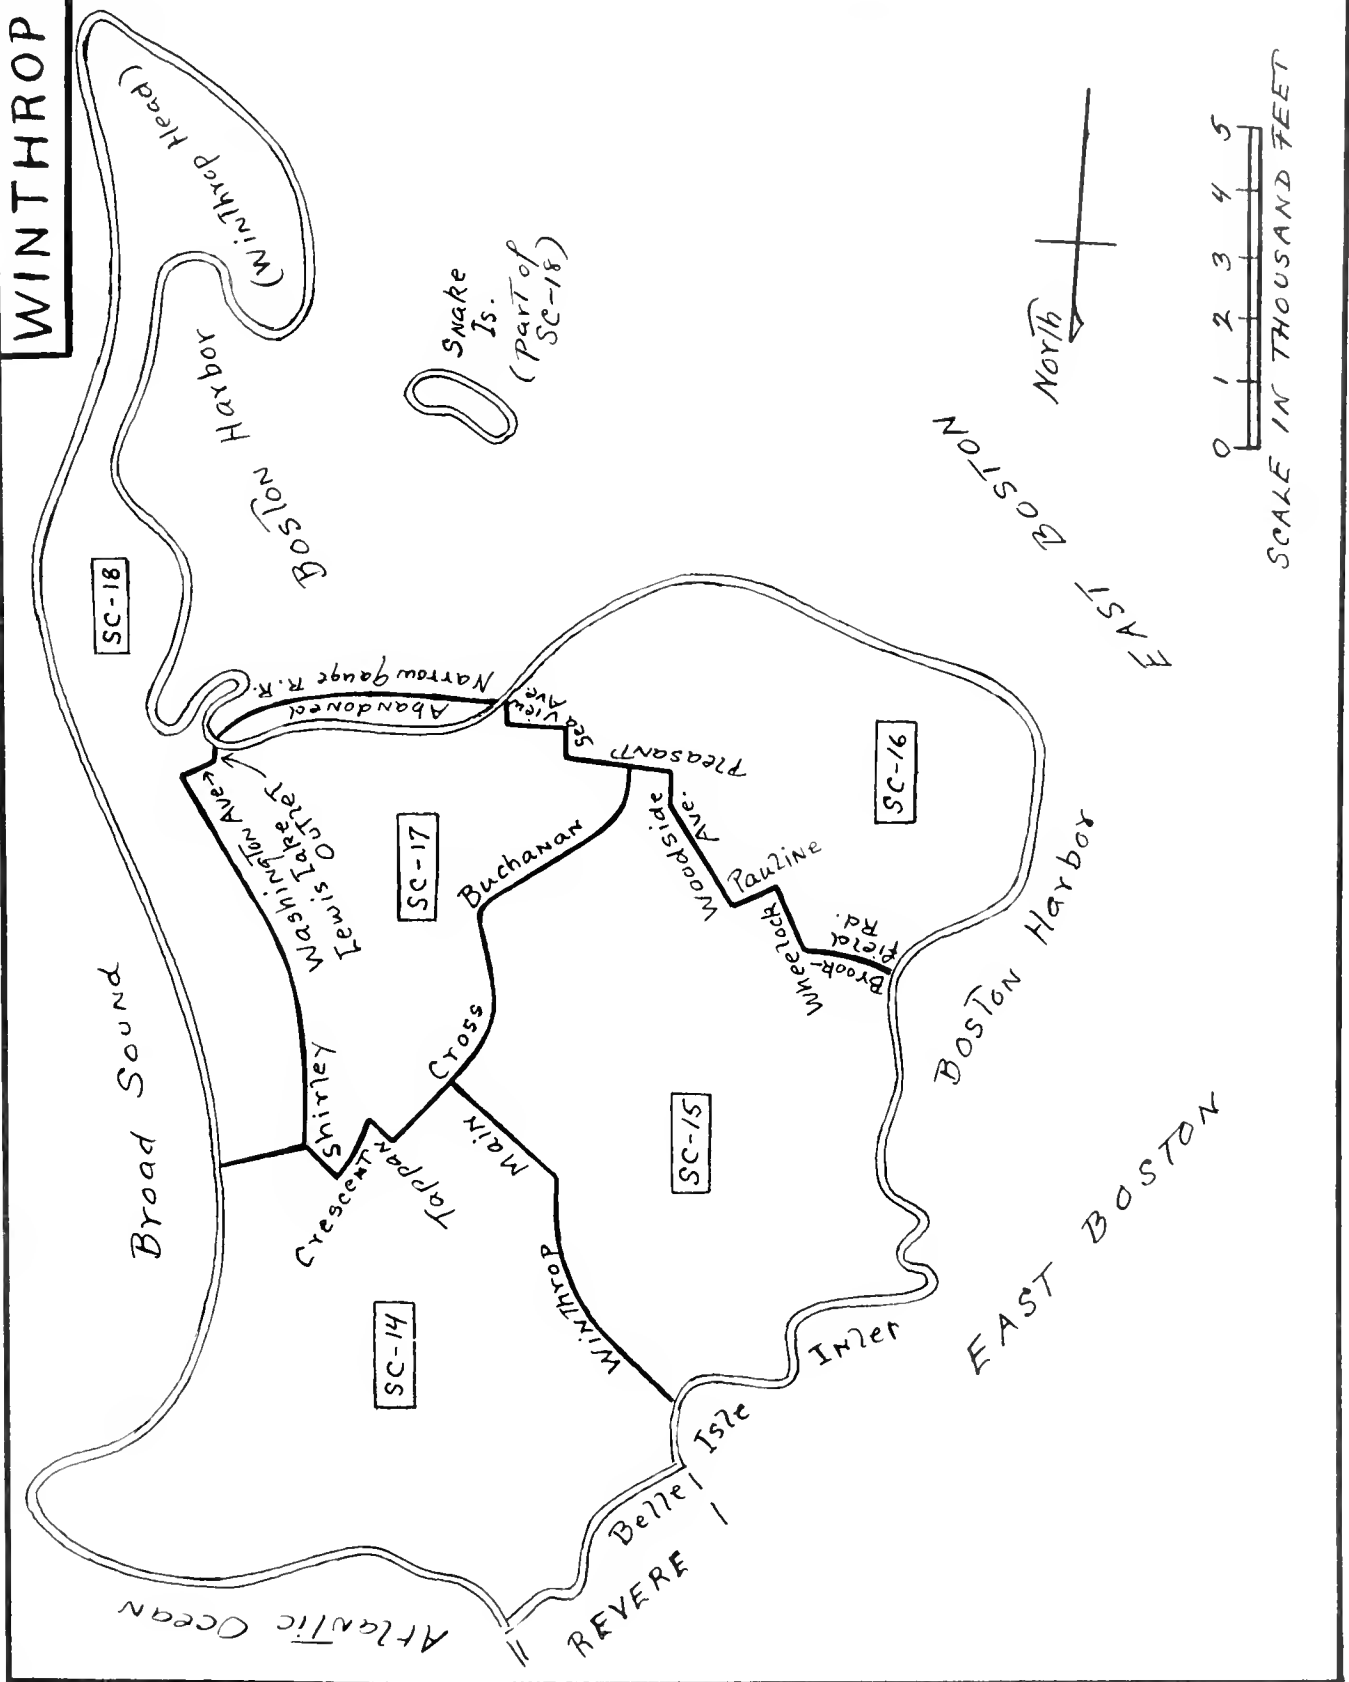 WINTHROP
(Winthrop Head)
Snake
Is.
(Part of
SC-18)
Boston Harbor
SC-18
North
0 1 2 3 4 5
SCALE IN THOUSAND FEET
EAST BOSTON
Abandoned
Narrow gauge R.R.
Sea View
Ave.
Pleasant
Washington Ave
Lewis Lake
Outlet
SC-17
Buchanan
Woodside
Ave.
Pauline
Wheelock
Brook-
field
Rd.
SC-16
Boston Harbor
Broad Sound
Shirley
Crescent
Tappan
Cross
Main
SC-15
Winthrop
SC-14
EAST BOSTON
Belle Isle Inlet
REVERE
Atlantic Ocean